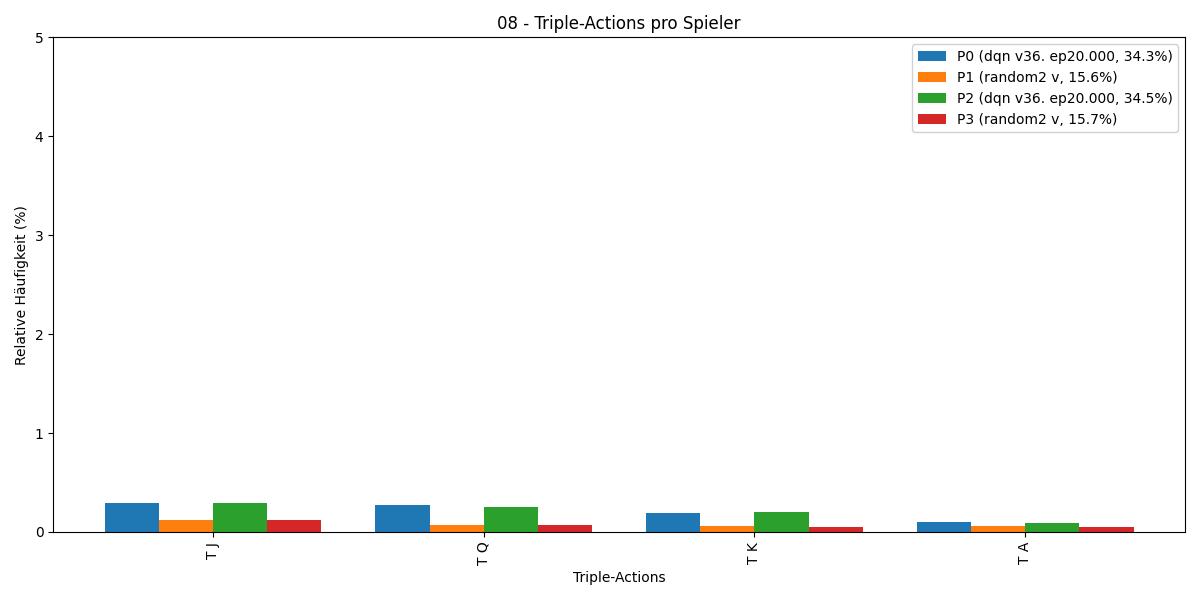 08 - Triple-Actions pro Spieler
P0 (dqn v36. ep20.000, 34.3%)
P1 (random2 v, 15.6%)
P2 (dqn v36. ep20.000, 34.5%)
P3 (random2 v, 15.7%)
Relative Häufigkeit (%)
5
4
3
2
1
0
T J
T Q
T K
T A
Triple-Actions